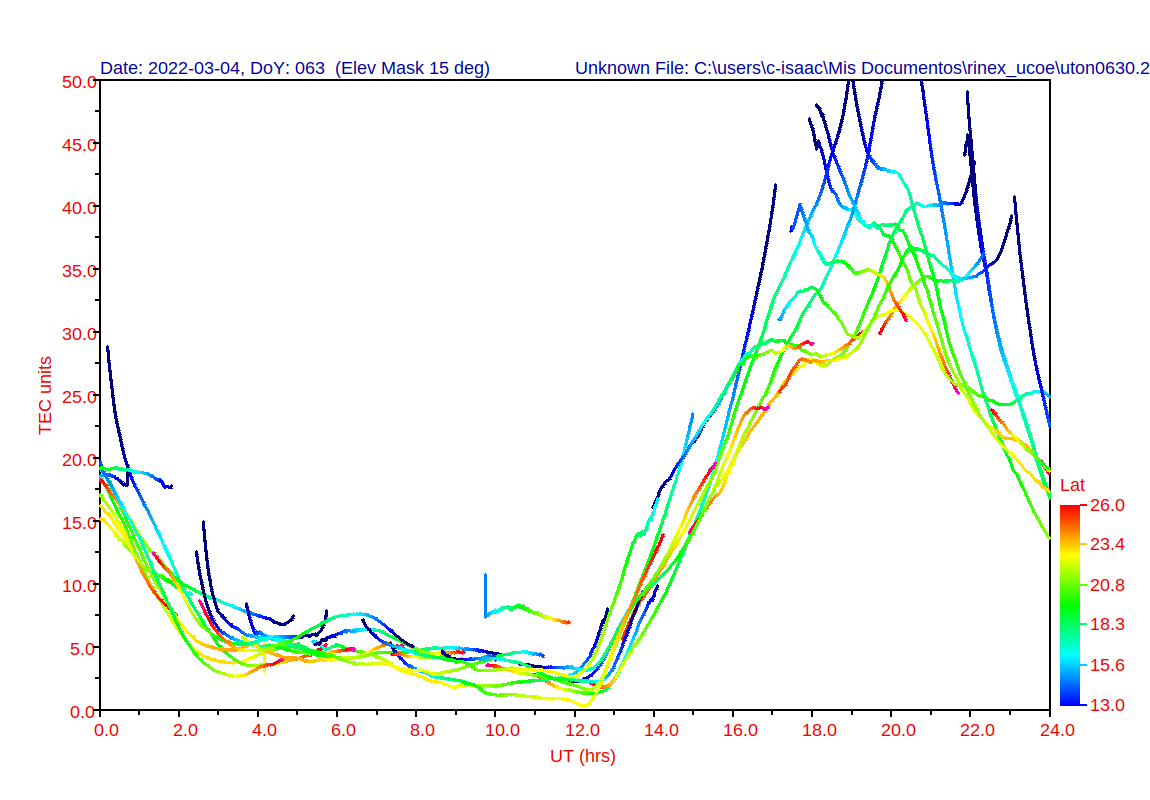 Date: 2022-03-04, DoY: 063  (Elev Mask 15 deg)
Unknown File: C:\users\c-isaac\Mis Documentos\rinex_ucoe\uton0630.2
50.0
45.0
40.0
35.0
30.0
25.0
20.0
15.0
10.0
5.0
0.0
TEC units
0.0 2.0 4.0 6.0 8.0 10.0 12.0 14.0 16.0 18.0 20.0 22.0 24.0
UT (hrs)
Lat
26.0
23.4
20.8
18.3
15.6
13.0